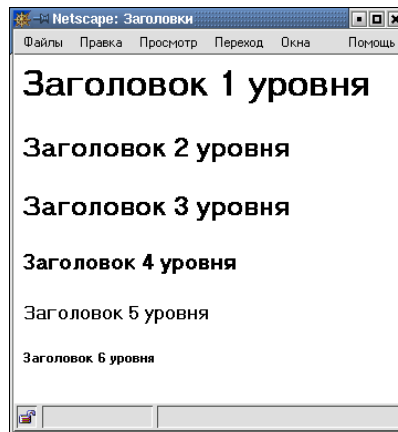 Netscape: Заголовки
Файлы Правка Просмотр Переход Окна Помощь
Заголовок 1 уровня
Заголовок 2 уровня
Заголовок 3 уровня
Заголовок 4 уровня
Заголовок 5 уровня
Заголовок 6 уровня